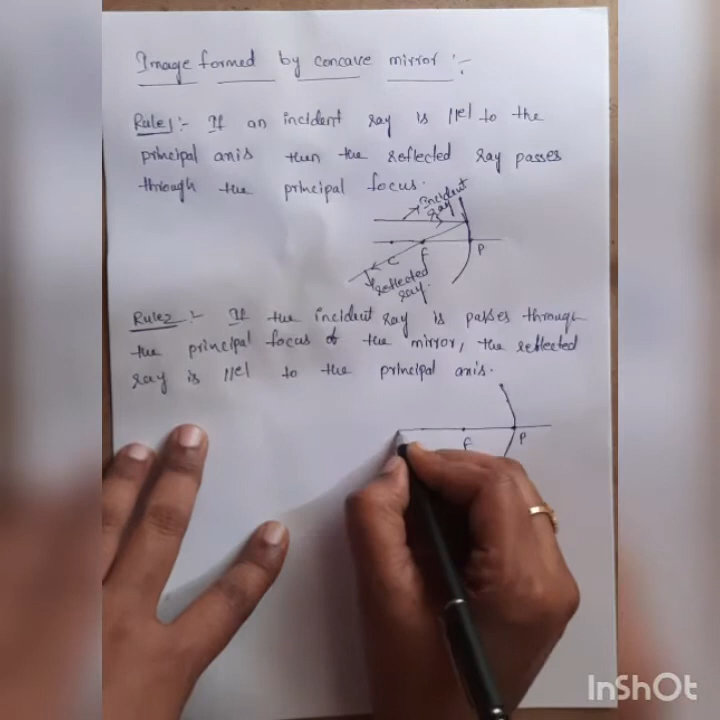 Image formed by concave mirror :-
Rule1:- If an incident ray is llel to the
principal axis then the reflected ray passes
through the principal focus.
incident
ray
C F P
reflected
ray.
Rule2 :- If the incident ray is passes through
the principal focus of the mirror, the reflected
ray is llel to the principal axis.
F P
InShOt